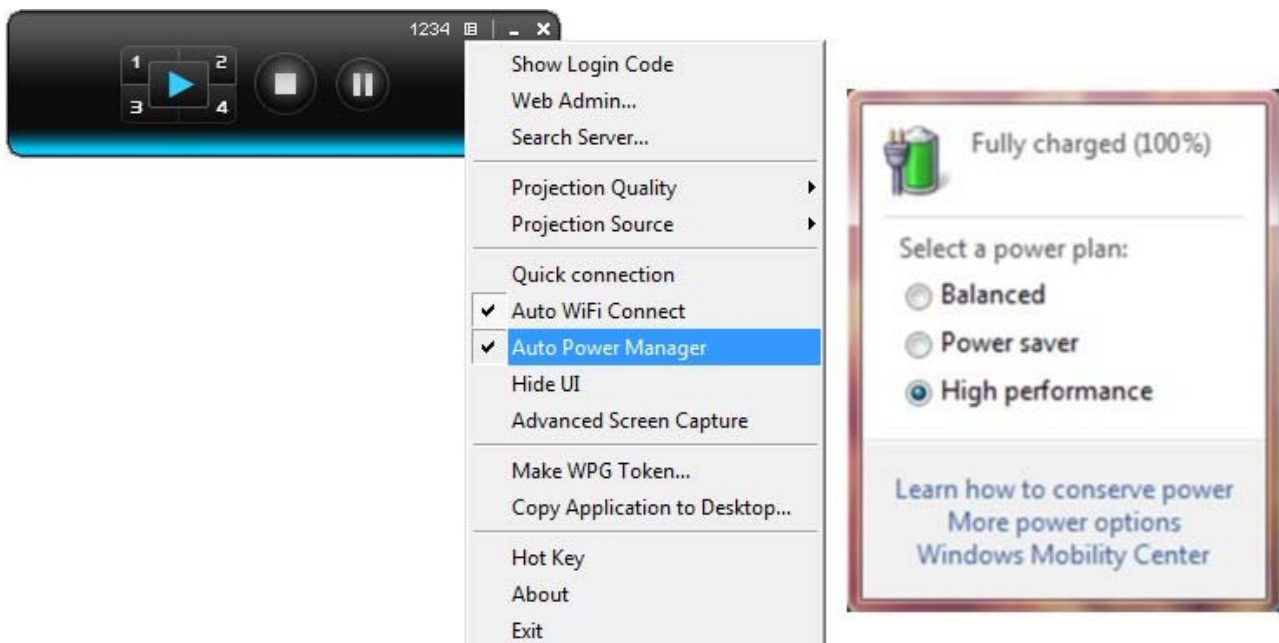 1234
1 2
3 4
Show Login Code
Web Admin...
Search Server...
Projection Quality
Projection Source
Quick connection
Auto WiFi Connect
Auto Power Manager
Hide UI
Advanced Screen Capture
Make WPG Token...
Copy Application to Desktop...
Hot Key
About
Exit
Fully charged (100%)
Select a power plan:
Balanced
Power saver
High performance
Learn how to conserve power
More power options
Windows Mobility Center